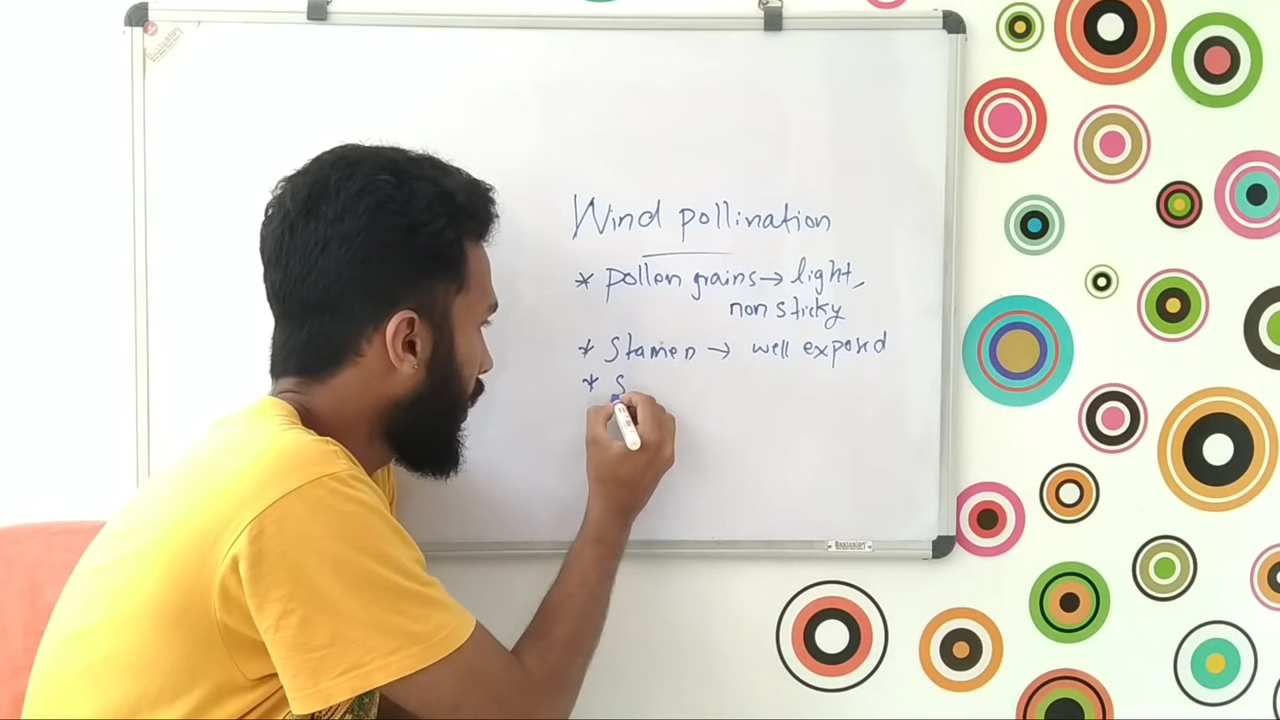 Wind pollination
* pollen grains → light,
non sticky
* Stamen → well exposed
* S